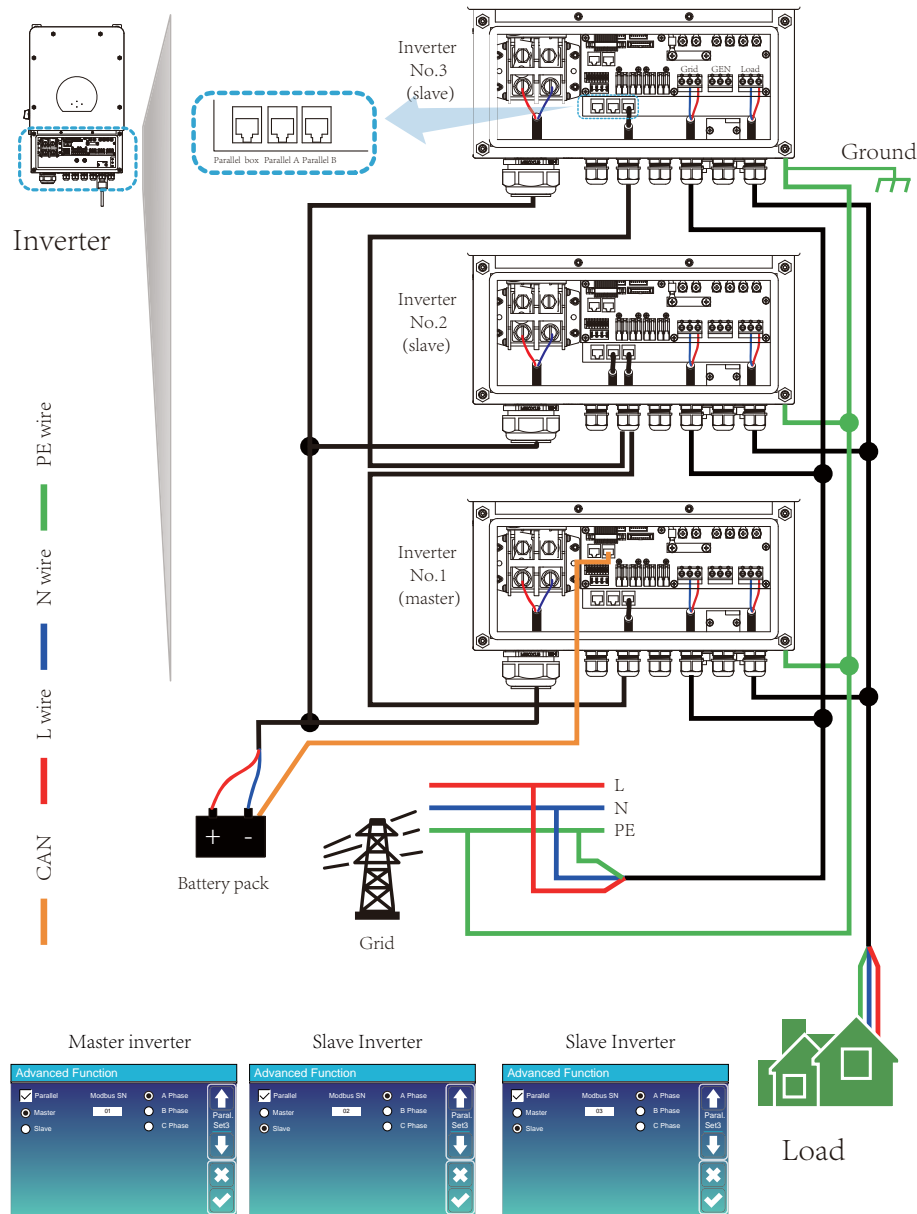 Inverter
No.3
(slave)
Grid GEN Load
Parallel box Parallel A Parallel B
Ground
Inverter
Inverter
No.2
(slave)
PE wire
N wire
L wire
CAN
Inverter
No.1
(master)
L
N
PE
+ -
Battery pack
Grid
Load
Master inverter
Advanced Function
Parallel Modbus SN A Phase
Master 01 B Phase
Slave C Phase
Paral.
Set3
Slave Inverter
Advanced Function
Parallel Modbus SN A Phase
Master 02 B Phase
Slave C Phase
Paral.
Set3
Slave Inverter
Advanced Function
Parallel Modbus SN A Phase
Master 03 B Phase
Slave C Phase
Paral.
Set3